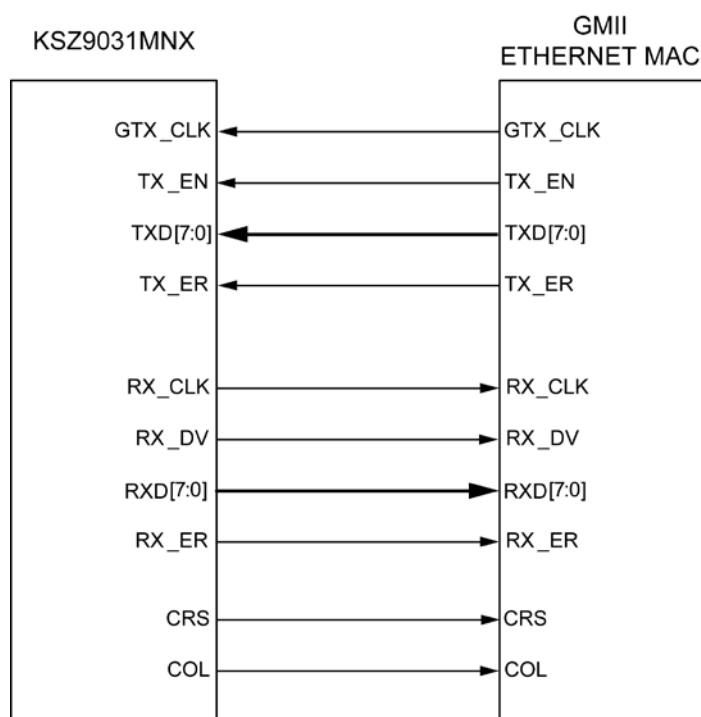 KSZ9031MNX
GMII
ETHERNET MAC
GTX_CLK GTX_CLK
TX_EN TX_EN
TXD[7:0] TXD[7:0]
TX_ER TX_ER
RX_CLK RX_CLK
RX_DV RX_DV
RXD[7:0] RXD[7:0]
RX_ER RX_ER
CRS CRS
COL COL